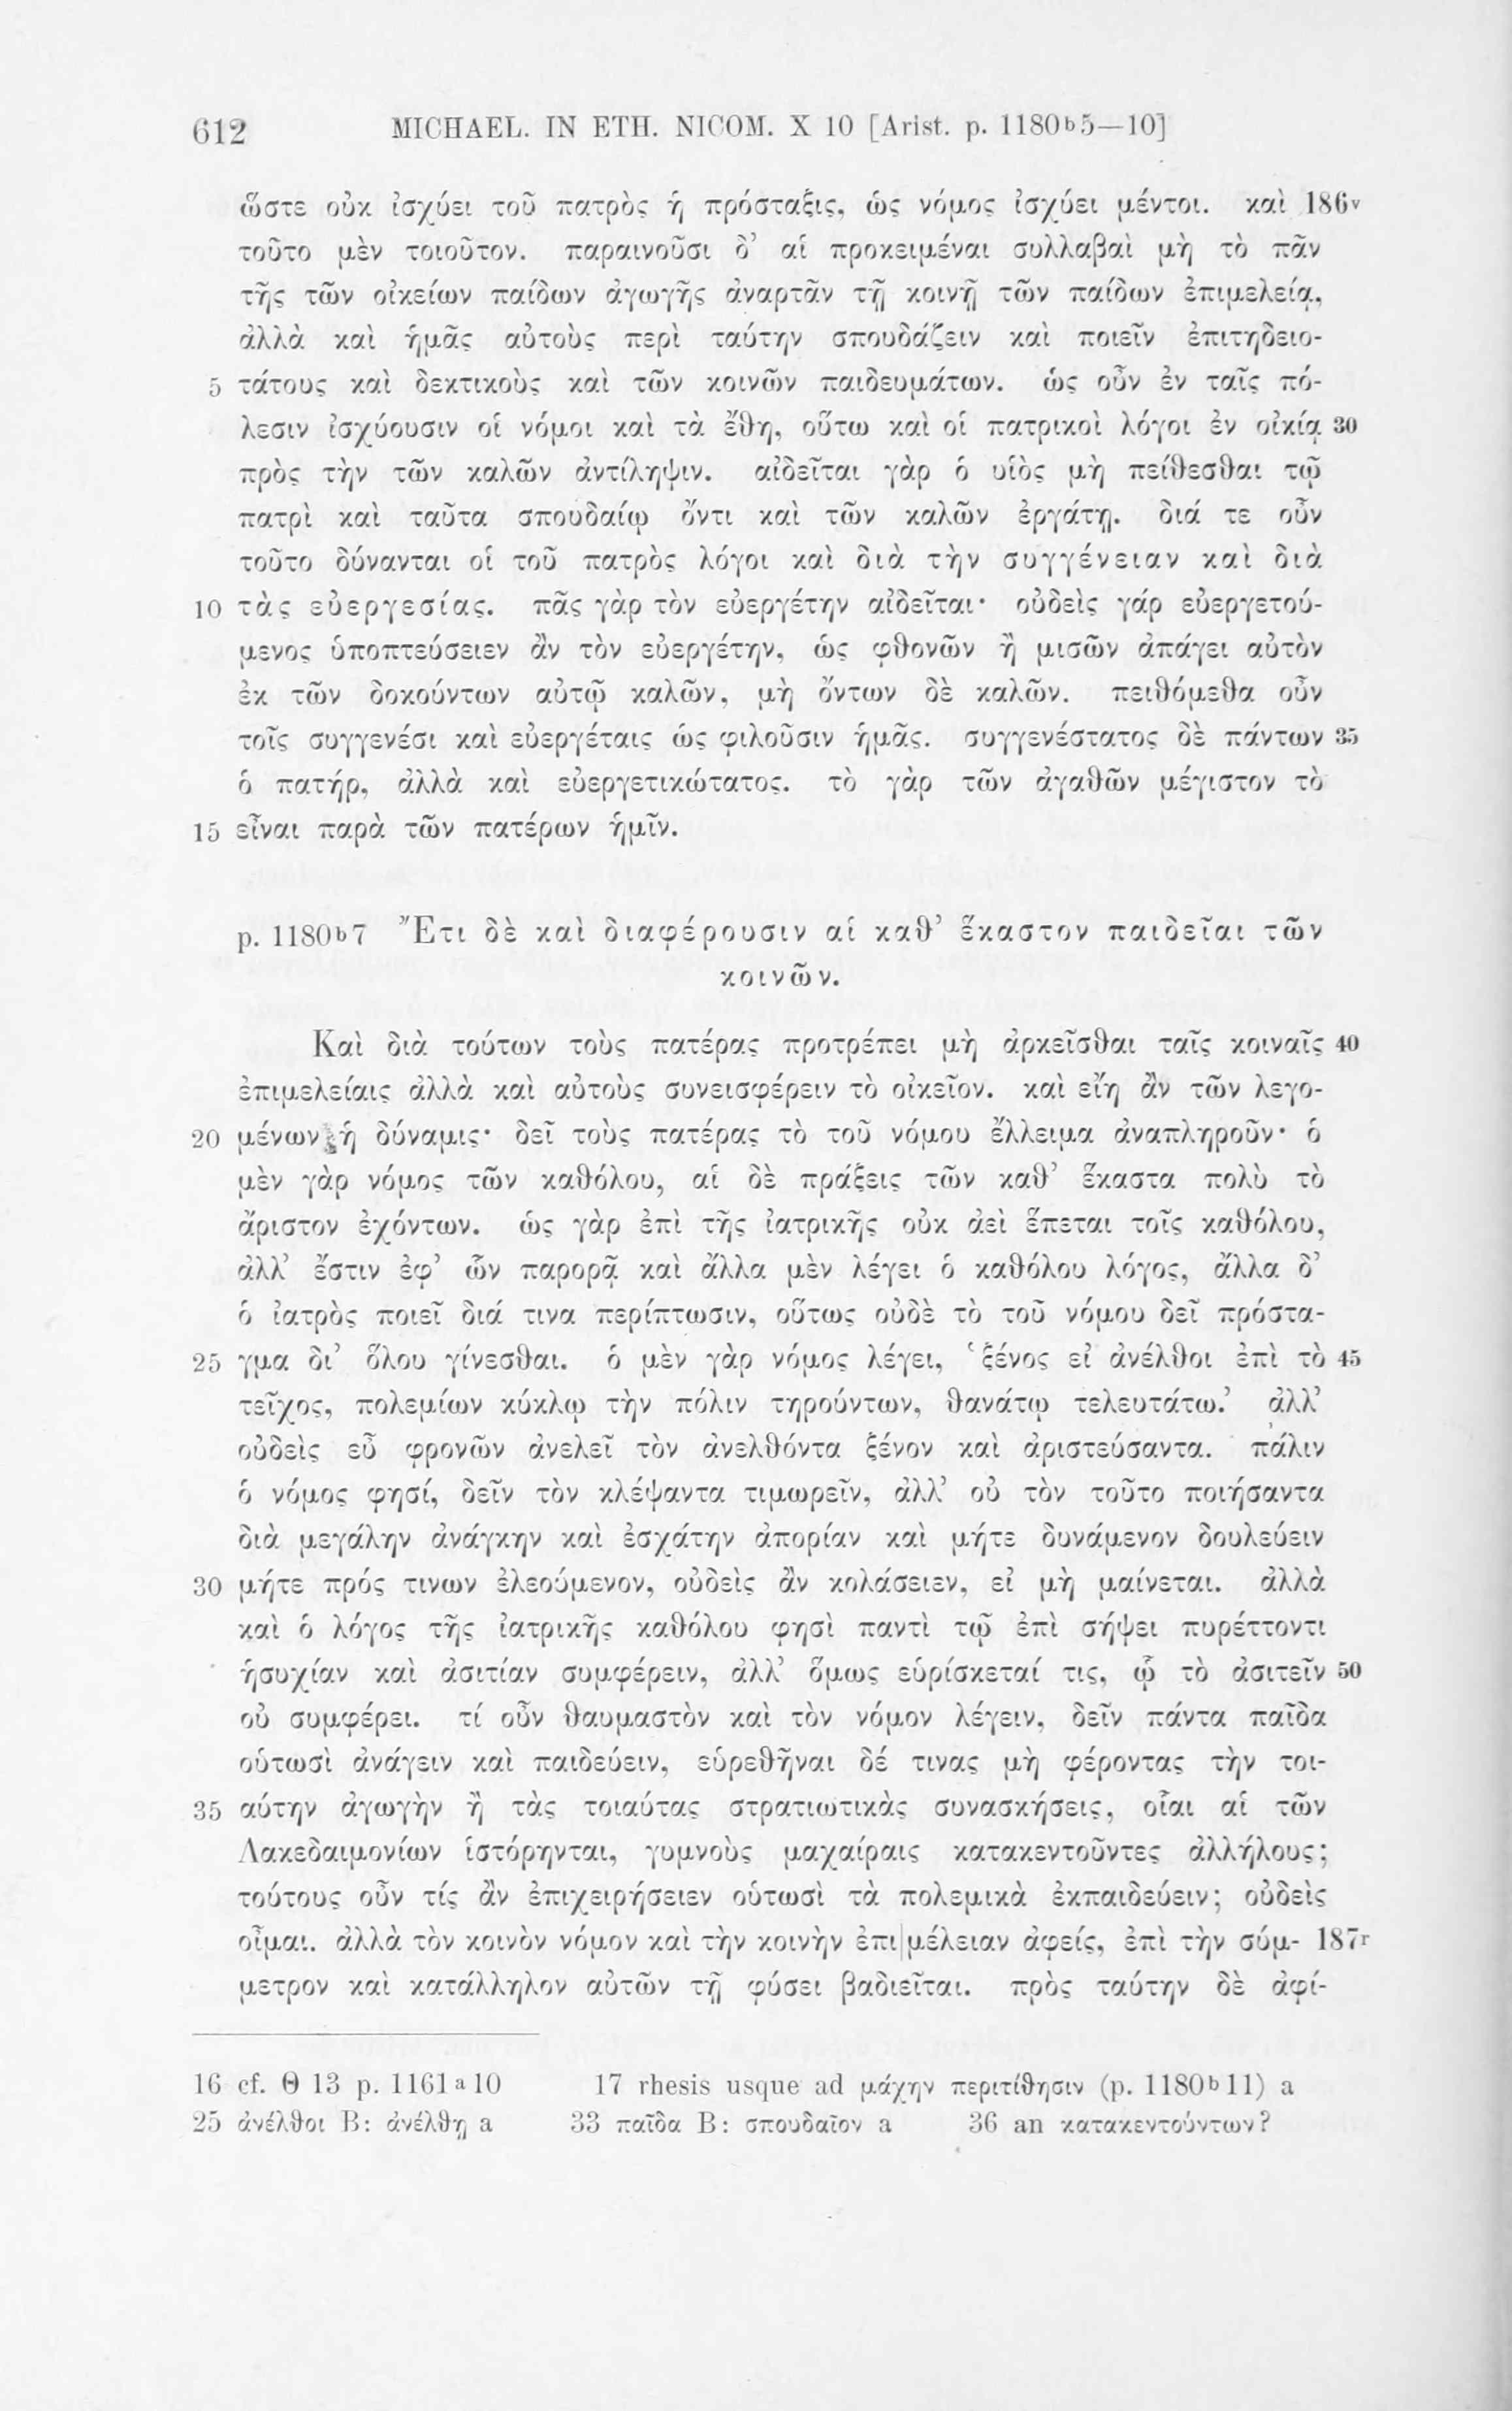 612 MICHAEL. IN ETH. NICOM. X 10 [Arist. p. 1180b5—10]
ὥστε οὐκ ἰσχύει τοῦ πατρὸς ἡ πρόσταξις, ὡς νόμος ἰσχύει μέντοι. καὶ 186v
τοῦτο μὲν τοιοῦτον. παραινοῦσι δ’ αἱ προκειμέναι συλλαβαὶ μὴ τὸ πᾶν
τῆς τῶν οἰκείων παίδων ἀγωγῆς ἀναρτᾶν τῇ κοινῇ τῶν παίδων ἐπιμελείᾳ,
ἀλλὰ καὶ ἡμᾶς αὐτοὺς περὶ ταύτην σπουδάζειν καὶ ποιεῖν ἐπιτηδειο-
5 τάτους καὶ δεκτικοὺς καὶ τῶν κοινῶν παιδευμάτων. ὡς οὖν ἐν ταῖς πό-
λεσιν ἰσχύουσιν οἱ νόμοι καὶ τὰ ἔθη, οὕτω καὶ οἱ πατρικοὶ λόγοι ἐν οἰκίᾳ 30
πρὸς τὴν τῶν καλῶν ἀντίληψιν. αἰδεῖται γὰρ ὁ υἱὸς μὴ πείθεσθαι τῷ
πατρὶ καὶ ταῦτα σπουδαίῳ ὄντι καὶ τῶν καλῶν ἐργάτῃ. διά τε οὖν
τοῦτο δύνανται οἱ τοῦ πατρὸς λόγοι καὶ διὰ τὴν συγγένειαν καὶ διὰ
10 τὰς εὐεργεσίας. πᾶς γὰρ τὸν εὐεργέτην αἰδεῖται· οὐδεὶς γάρ εὐεργετού-
μενος ὑποπτεύσειεν ἂν τὸν εὐεργέτην, ὡς φθονῶν ἢ μισῶν ἀπάγει αὐτὸν
ἐκ τῶν δοκούντων αὐτῷ καλῶν, μὴ ὄντων δὲ καλῶν. πειθόμεθα οὖν
τοῖς συγγενέσι καὶ εὐεργέταις ὡς φιλοῦσιν ἡμᾶς. συγγενέστατος δὲ πάντων 35
ὁ πατήρ, ἀλλὰ καὶ εὐεργετικώτατος. τὸ γὰρ τῶν ἀγαθῶν μέγιστον τὸ
15 εἶναι παρὰ τῶν πατέρων ἡμῖν.
p. 1180b7 Ἔτι δὲ καὶ διαφέρουσιν αἱ καθ’ ἕκαστον παιδεῖαι τῶν
κοινῶν.
Καὶ διὰ τούτων τοὺς πατέρας προτρέπει μὴ ἀρκεῖσθαι ταῖς κοιναῖς 40
ἐπιμελείαις ἀλλὰ καὶ αὐτοὺς συνεισφέρειν τὸ οἰκεῖον. καὶ εἴη ἂν τῶν λεγο-
20 μένων ἡ δύναμις· δεῖ τοὺς πατέρας τὸ τοῦ νόμου ἔλλειμα ἀναπληροῦν· ὁ
μὲν γὰρ νόμος τῶν καθόλου, αἱ δὲ πράξεις τῶν καθ’ ἕκαστα πολὺ τὸ
ἄριστον ἐχόντων. ὡς γὰρ ἐπὶ τῆς ἰατρικῆς οὐκ ἀεὶ ἕπεται τοῖς καθόλου,
ἀλλ’ ἔστιν ἐφ’ ὧν παρορᾷ καὶ ἄλλα μὲν λέγει ὁ καθόλου λόγος, ἄλλα δ’
ὁ ἰατρὸς ποιεῖ διά τινα περίπτωσιν, οὕτως οὐδὲ τὸ τοῦ νόμου δεῖ πρόστα-
25 γμα δι’ ὅλου γίνεσθαι. ὁ μὲν γὰρ νόμος λέγει, ‘ξένος εἰ ἀνέλθοι ἐπὶ τὸ 45
τεῖχος, πολεμίων κύκλῳ τὴν πόλιν τηρούντων, θανάτῳ τελευτάτω.’ ἀλλ’
οὐδεὶς εὖ φρονῶν ἀνελεῖ τὸν ἀνελθόντα ξένον καὶ ἀριστεύσαντα. πάλιν
ὁ νόμος φησί, δεῖν τὸν κλέψαντα τιμωρεῖν, ἀλλ’ οὐ τὸν τοῦτο ποιήσαντα
διὰ μεγάλην ἀνάγκην καὶ ἐσχάτην ἀπορίαν καὶ μήτε δυνάμενον δουλεύειν
30 μήτε πρός τινων ἐλεούμενον, οὐδεὶς ἂν κολάσειεν, εἰ μὴ μαίνεται. ἀλλὰ
καὶ ὁ λόγος τῆς ἰατρικῆς καθόλου φησὶ παντὶ τῷ ἐπὶ σήψει πυρέττοντι
ἡσυχίαν καὶ ἀσιτίαν συμφέρειν, ἀλλ’ ὅμως εὑρίσκεταί τις, ᾧ τὸ ἀσιτεῖν 50
οὐ συμφέρει. τί οὖν θαυμαστὸν καὶ τὸν νόμον λέγειν, δεῖν πάντα παῖδα
οὑτωσὶ ἀνάγειν καὶ παιδεύειν, εὑρεθῆναι δέ τινας μὴ φέροντας τὴν τοι-
35 αύτην ἀγωγὴν ἢ τὰς τοιαύτας στρατιωτικὰς συνασκήσεις, οἷαι αἱ τῶν
Λακεδαιμονίων ἱστόρηνται, γυμνοὺς μαχαίραις κατακεντοῦντες ἀλλήλους;
τούτους οὖν τίς ἂν ἐπιχειρήσειεν οὑτωσὶ τὰ πολεμικὰ ἐκπαιδεύειν; οὐδεὶς
οἶμαι. ἀλλὰ τὸν κοινὸν νόμον καὶ τὴν κοινὴν ἐπι|μέλειαν ἀφείς, ἐπὶ τὴν σύμ- 187r
μετρον καὶ κατάλληλον αὐτῶν τῇ φύσει βαδιεῖται. πρὸς ταύτην δὲ ἀφί-
16 cf. Θ 13 p. 1161a10 17 rhesis usque ad μάχην περιτίθησιν (p. 1180b11) a
25 ἀνέλθοι B: ἀνέλθῃ a 33 παῖδα B: σπουδαῖον a 36 an κατακεντούντων?